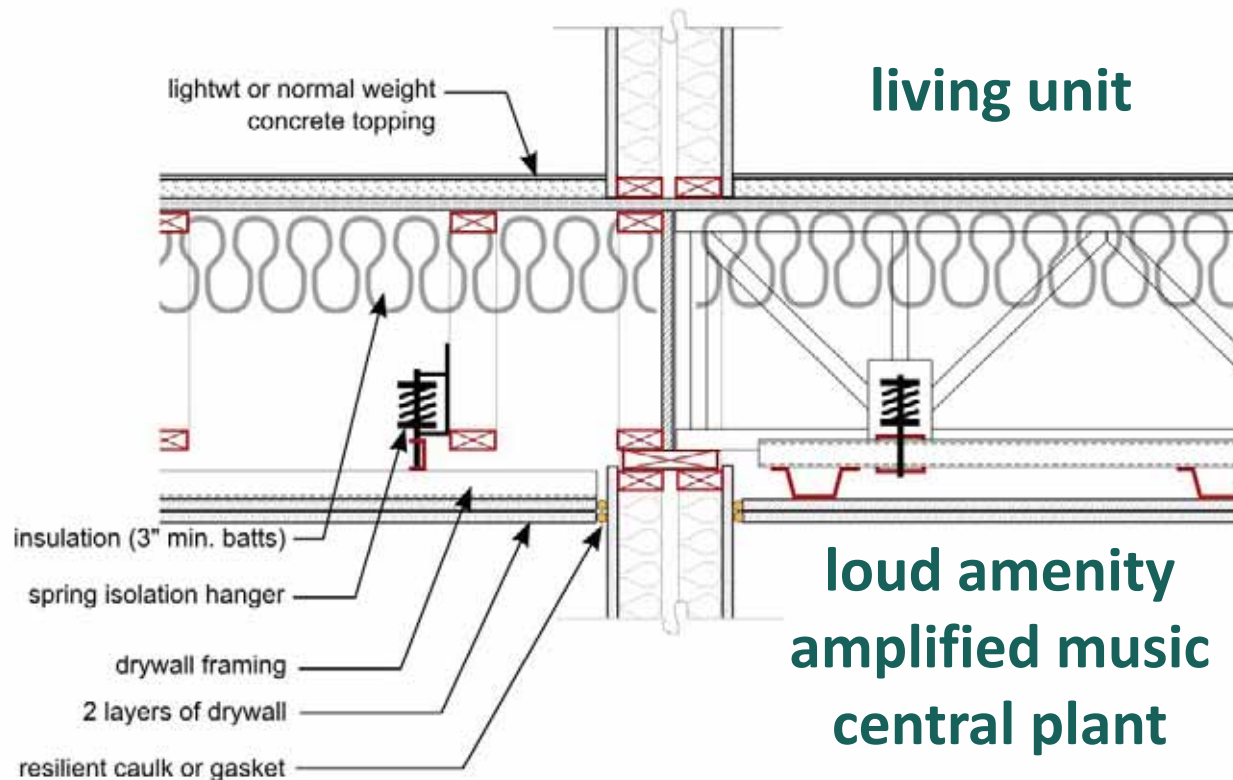 living unit
lightwt or normal weight
concrete topping
insulation (3" min. batts)
spring isolation hanger
drywall framing
2 layers of drywall
resilient caulk or gasket
loud amenity
amplified music
central plant